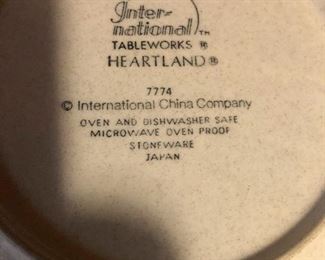 Inter-
national TM
TABLEWORKS ®
HEARTLAND ®
7774
© International China Company
OVEN AND DISHWASHER SAFE
MICROWAVE OVEN PROOF
STONEWARE
JAPAN